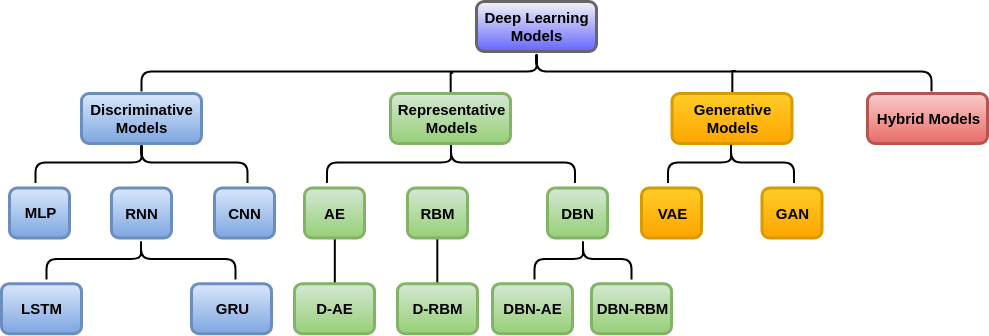 Deep Learning
Models
Discriminative
Models
Representative
Models
Generative
Models
Hybrid Models
MLP
RNN
CNN
AE
RBM
DBN
VAE
GAN
LSTM
GRU
D-AE
D-RBM
DBN-AE
DBN-RBM